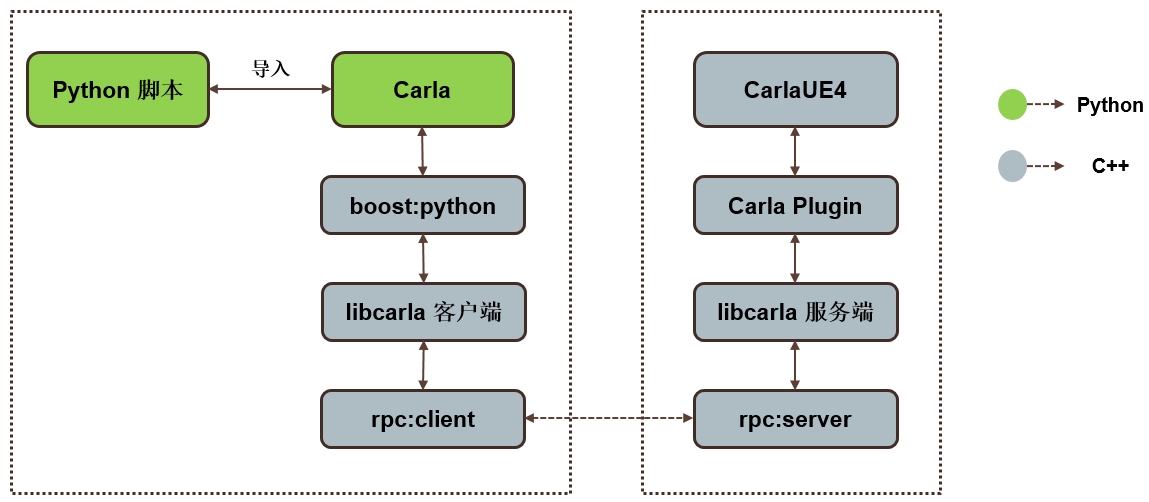 Python 脚本
导入
Carla
boost:python
libcarla 客户端
rpc:client
CarlaUE4
Carla Plugin
libcarla 服务端
rpc:server
Python
C++